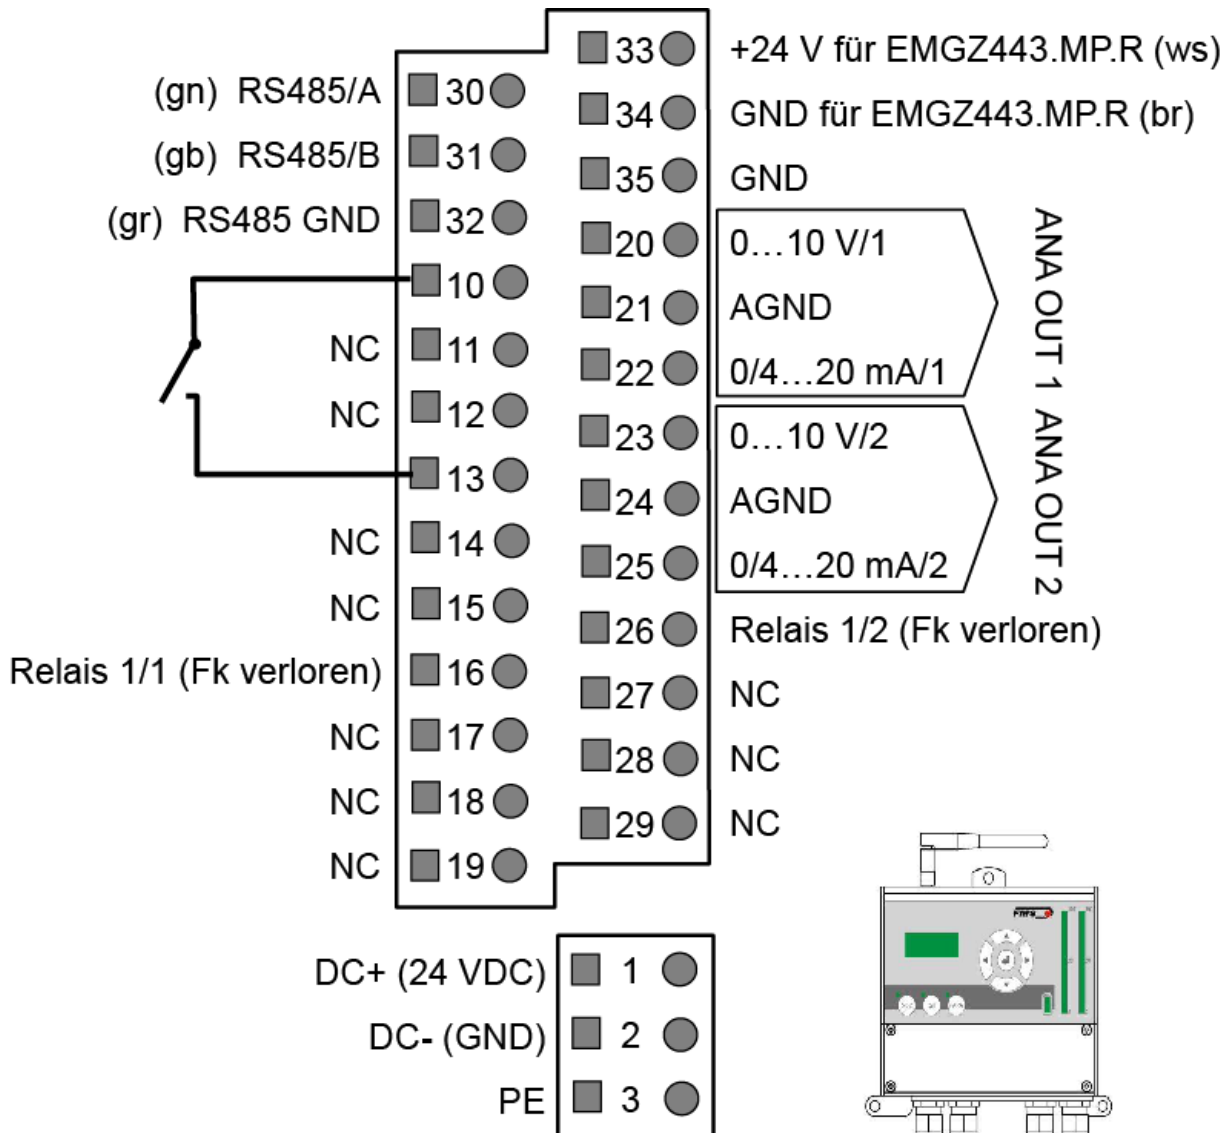 33 +24 V für EMGZ443.MP.R (ws)
(gn) RS485/A 30
34 GND für EMGZ443.MP.R (br)
(gb) RS485/B 31
35 GND
(gr) RS485 GND 32
20 0…10 V/1
10
21 AGND
NC 11
22 0/4…20 mA/1
ANA OUT 1
NC 12
23 0…10 V/2
13
24 AGND
NC 14
25 0/4…20 mA/2
ANA OUT 2
NC 15
26 Relais 1/2 (Fk verloren)
Relais 1/1 (Fk verloren) 16
27 NC
NC 17
28 NC
NC 18
29 NC
NC 19
DC+ (24 VDC) 1
DC- (GND) 2
PE 3